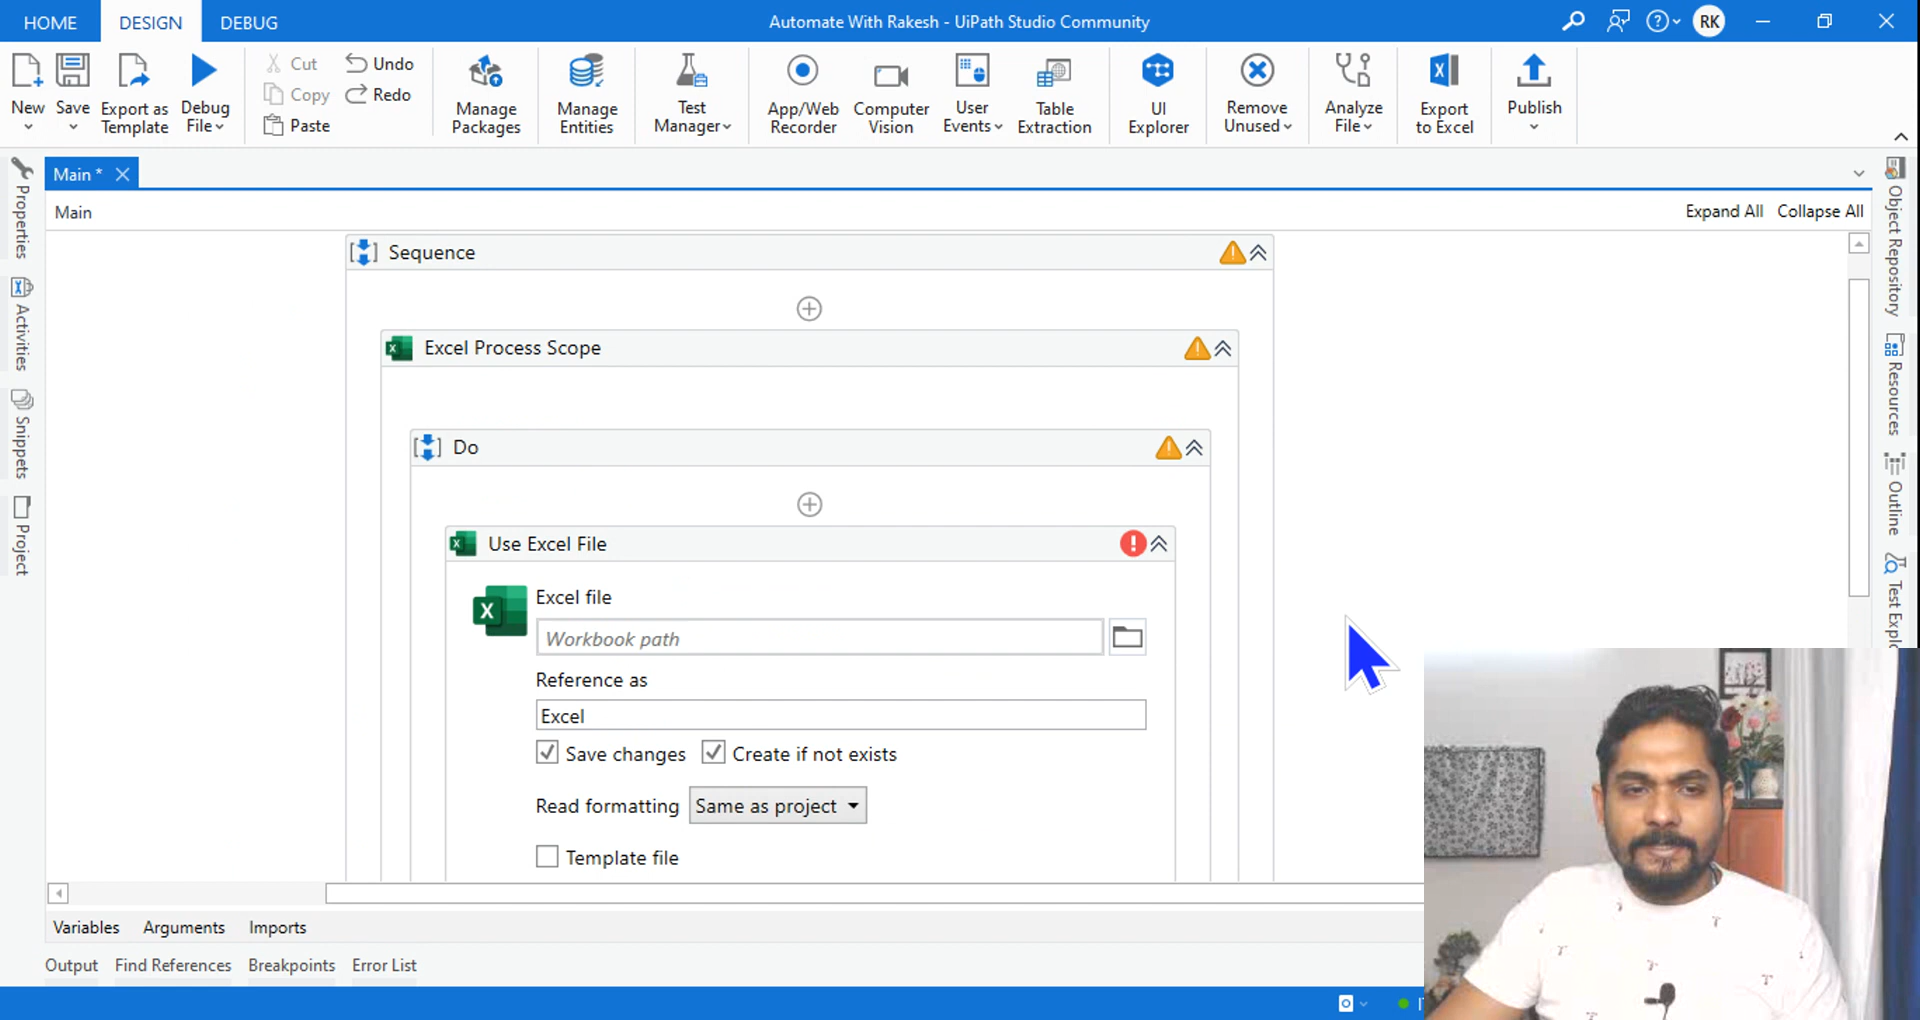 HOME DESIGN DEBUG Automate With Rakesh - UiPath Studio Community RK
New Save Export as Template Debug File Cut Copy Paste Undo Redo Manage Packages Manage Entities Test Manager App/Web Recorder Computer Vision User Events Table Extraction UI Explorer Remove Unused Analyze File Export to Excel Publish
Main *
Main Expand All Collapse All
Properties
Activities
Snippets
Project
Sequence
Excel Process Scope
Do
Use Excel File
Excel file
Workbook path
Reference as
Excel
Save changes Create if not exists
Read formatting Same as project
Template file
Object Repository
Resources
Outline
Test Explo
Variables Arguments Imports
Output Find References Breakpoints Error List